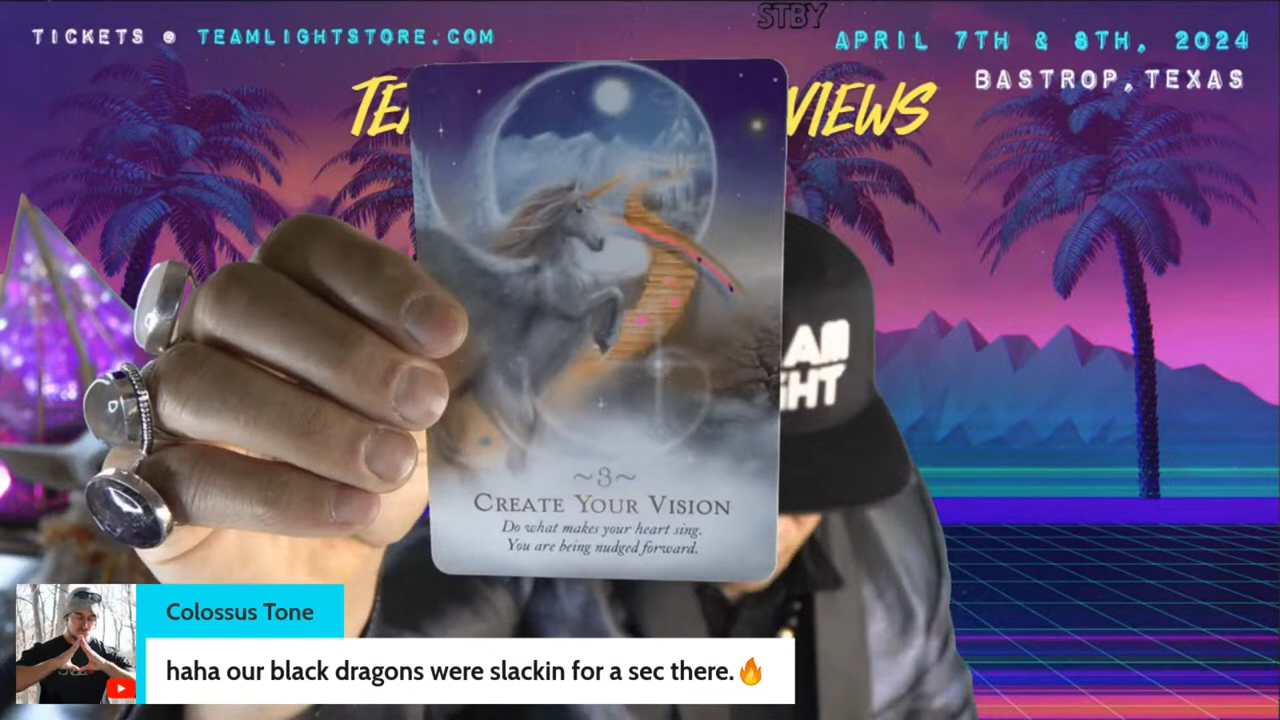 STBY
TICKETS @ TEAMLIGHTSTORE.COM
APRIL 7TH & 8TH, 2024
BASTROP, TEXAS
VIEWS
~3~
CREATE YOUR VISION
Do what makes your heart sing.
You are being nudged forward.
Colossus Tone
haha our black dragons were slackin for a sec there.🔥